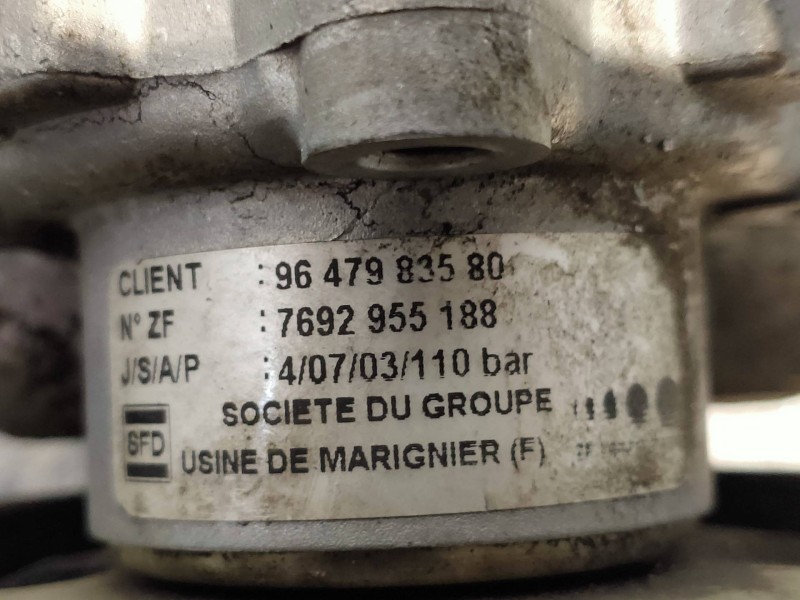 CLIENT : 96 479 835 80
N° ZF : 7692 955 188
J/S/A/P : 4/07/03/110 bar
SOCIETE DU GROUPE
SFD USINE DE MARIGNIER (F) ZF